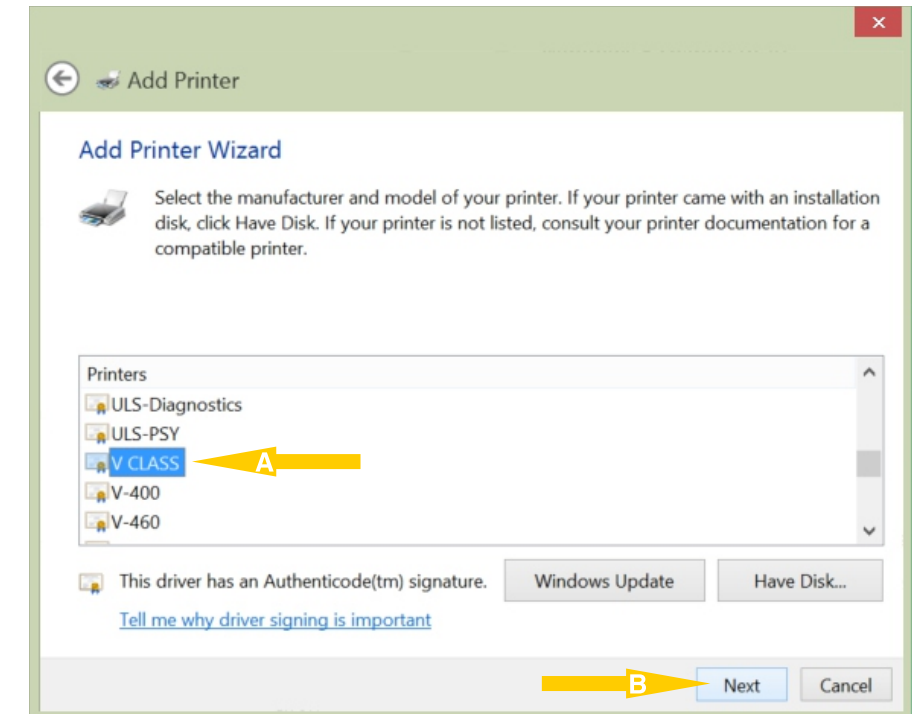 Add Printer
Add Printer Wizard
Select the manufacturer and model of your printer. If your printer came with an installation
disk, click Have Disk. If your printer is not listed, consult your printer documentation for a
compatible printer.
Printers
ULS-Diagnostics
ULS-PSY
V CLASS A
V-400
V-460
This driver has an Authenticode(tm) signature. Windows Update Have Disk...
Tell me why driver signing is important
B Next Cancel